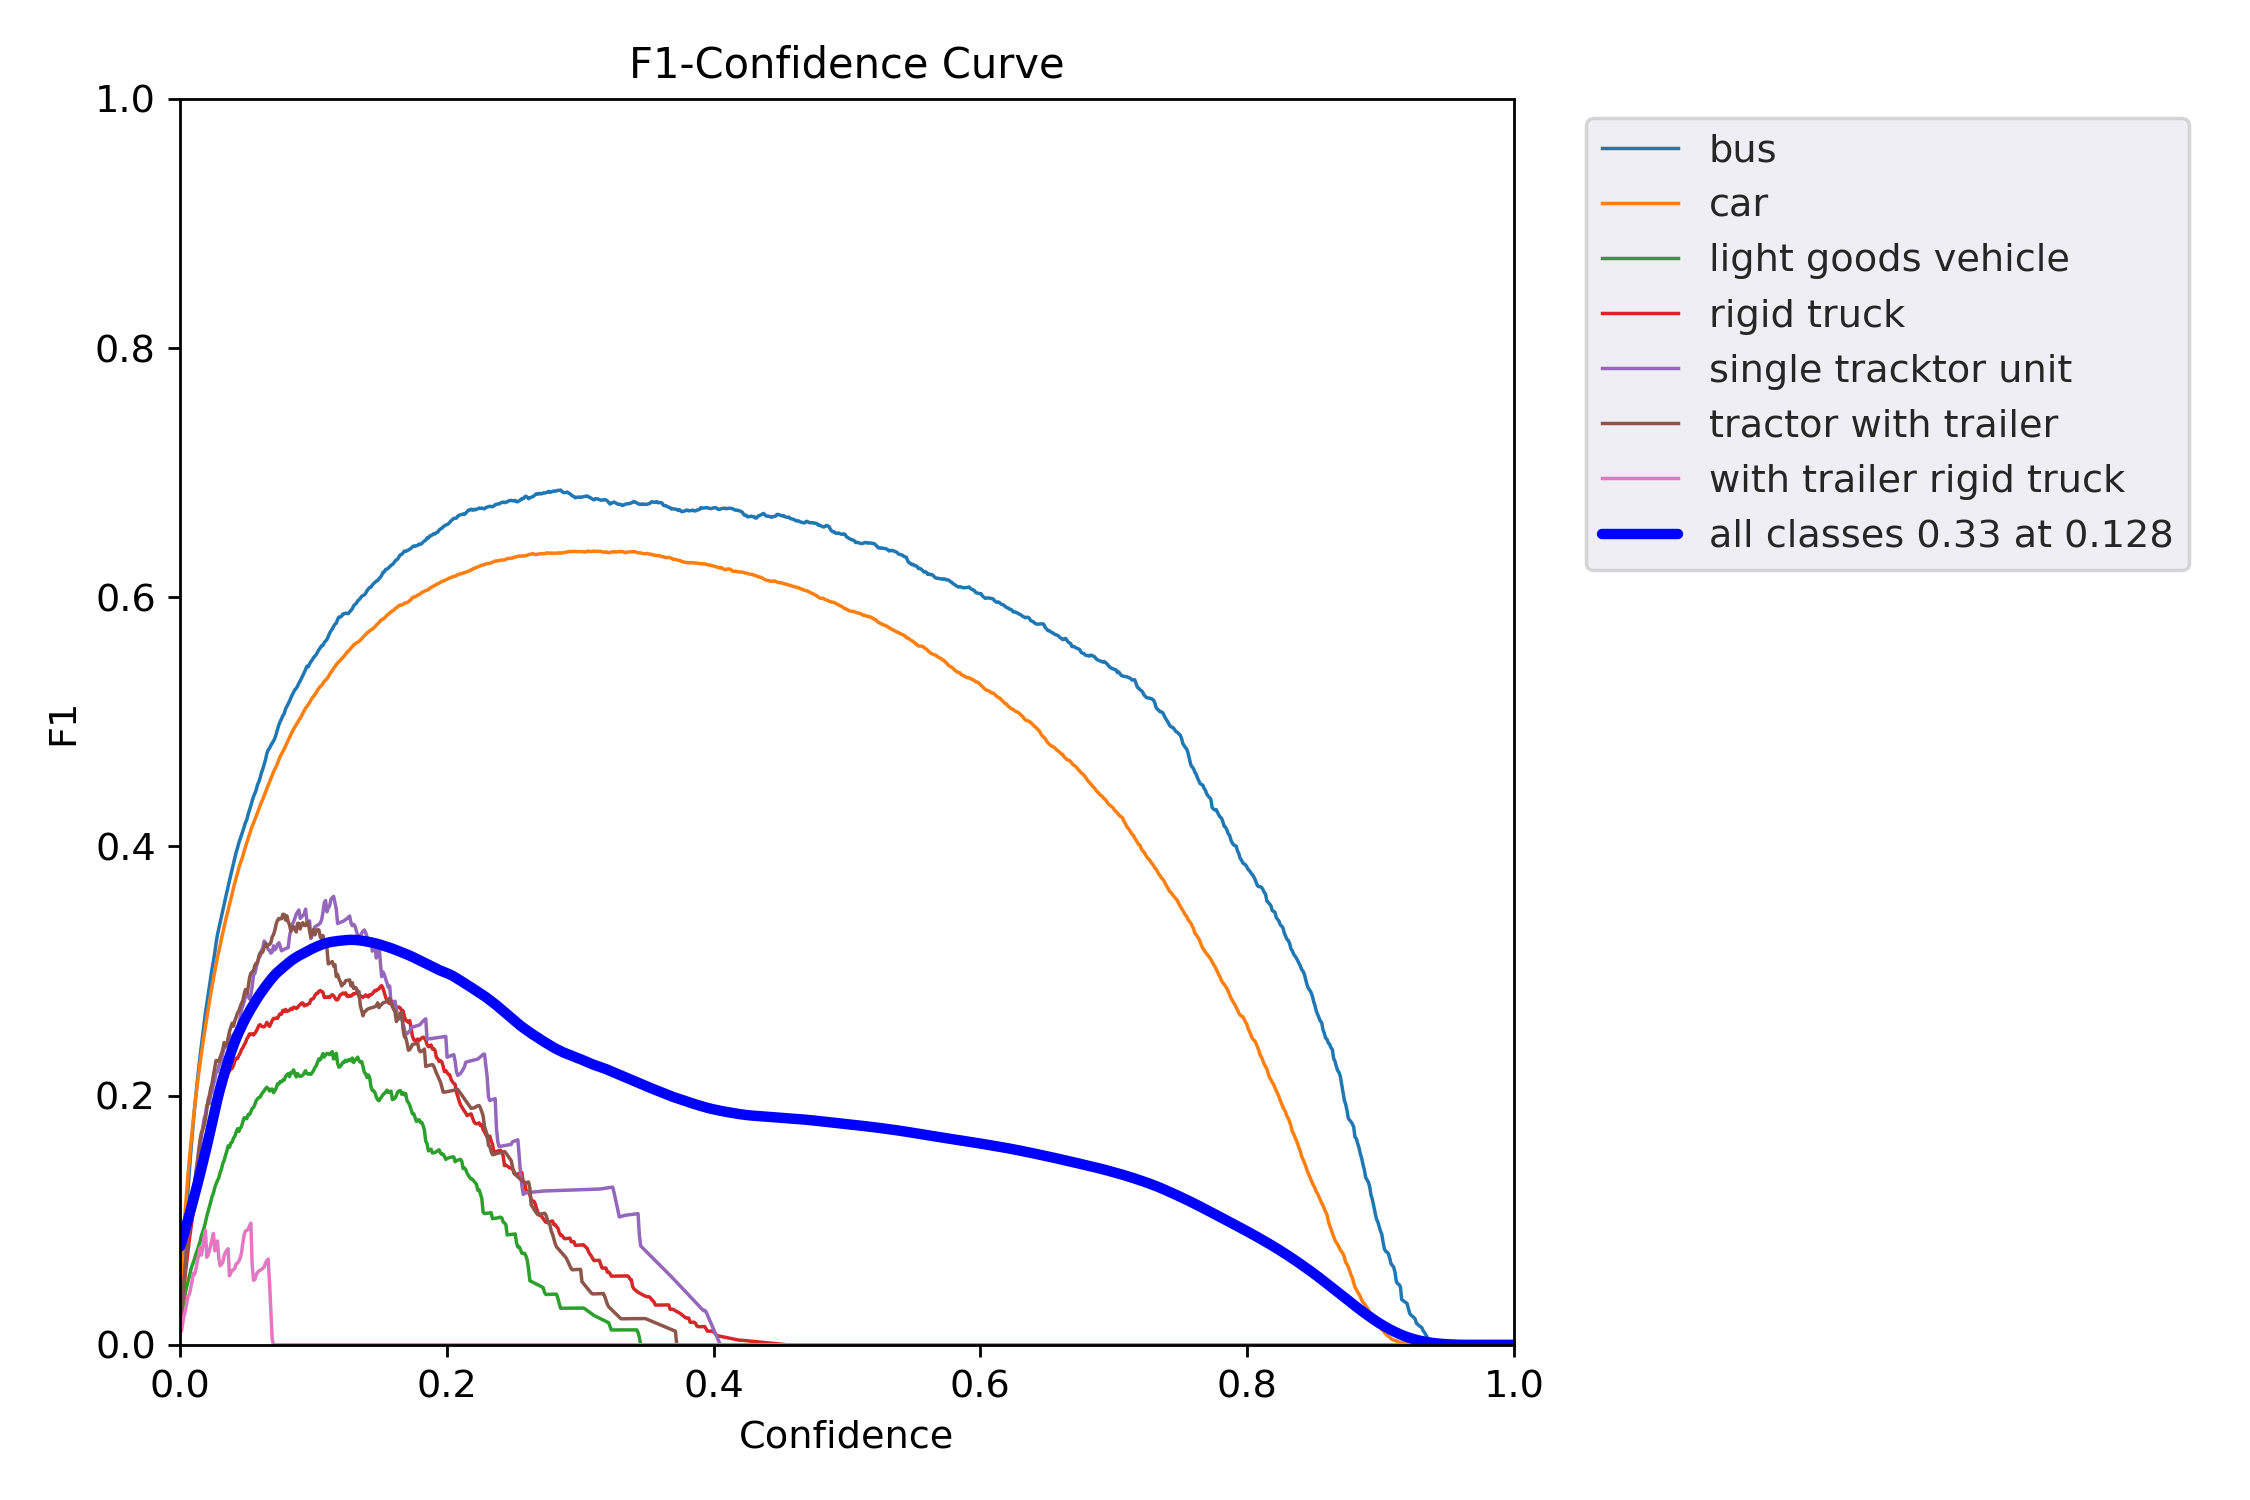 F1-Confidence Curve
1.0
0.8
0.6
0.4
0.2
0.0
F1
0.0 0.2 0.4 0.6 0.8 1.0
Confidence
bus
car
light goods vehicle
rigid truck
single tracktor unit
tractor with trailer
with trailer rigid truck
all classes 0.33 at 0.128